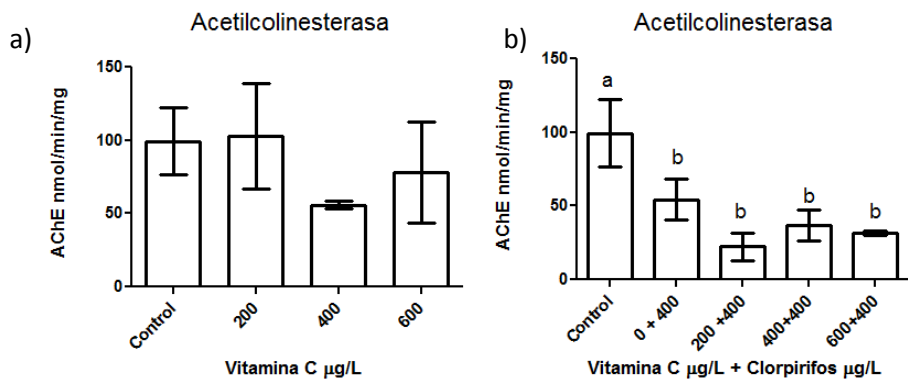 a)
Acetilcolinesterasa
AChE nmol/min/mg
150
100
50
0
Control
200
400
600
Vitamina C µg/L
b)
Acetilcolinesterasa
AChE nmol/min/mg
150
100
50
0
a
b
b
b
b
Control
0 + 400
200 +400
400+400
600+400
Vitamina C µg/L + Clorpirifos µg/L